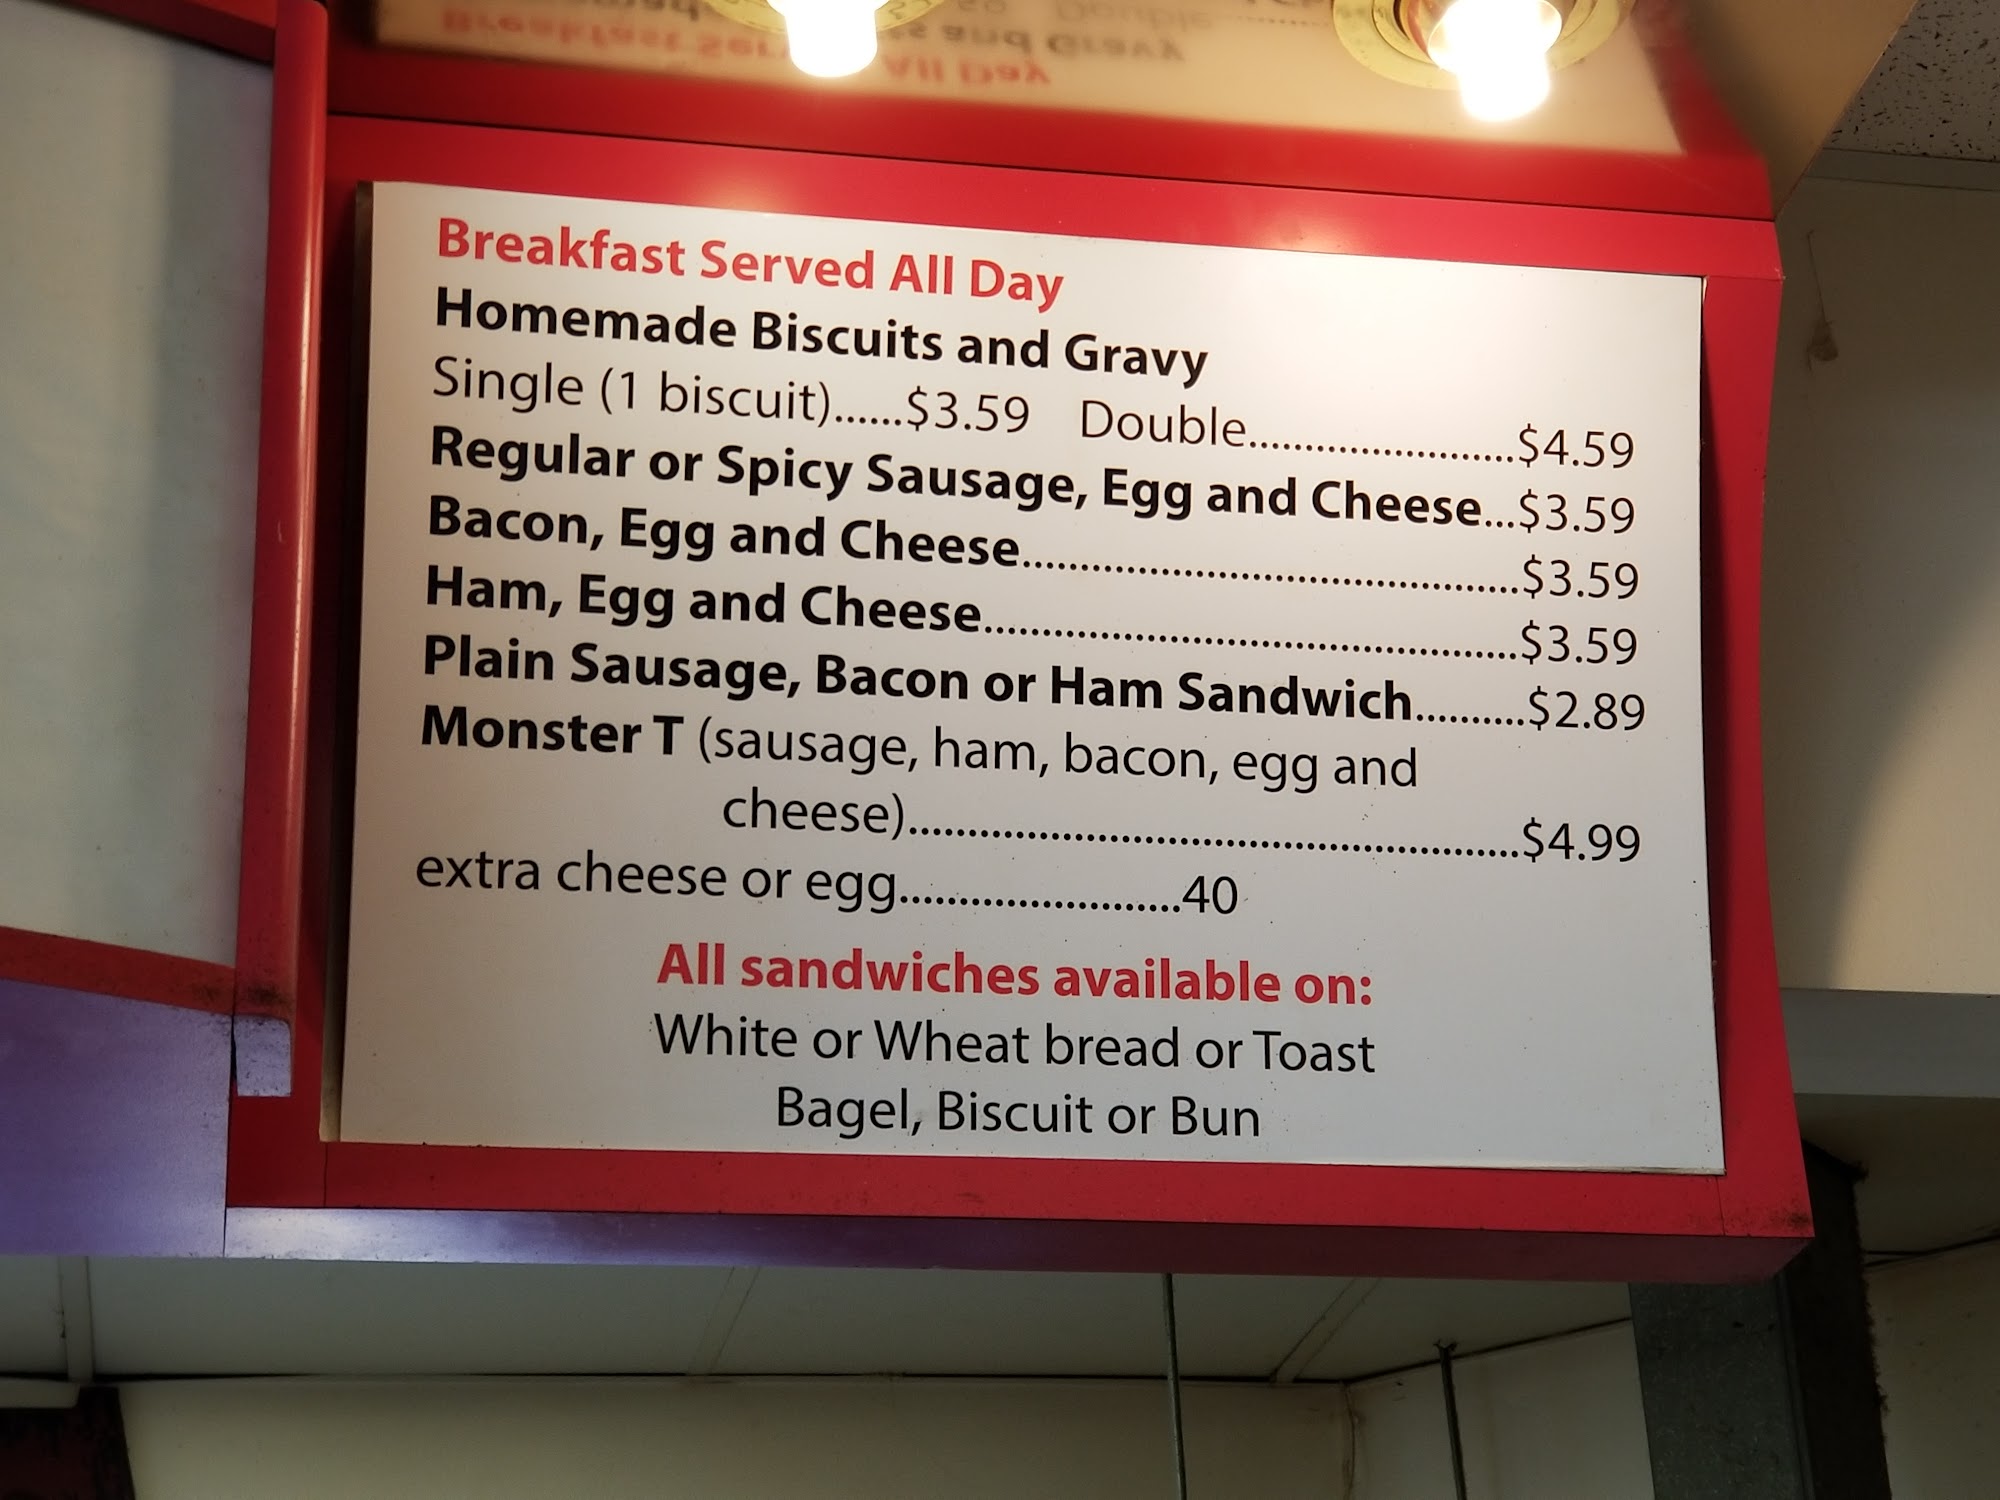 Breakfast Served All Day
Homemade Biscuits and Gravy
Single (1 biscuit)......$3.59 Double.......................$4.59
Regular or Spicy Sausage, Egg and Cheese...$3.59
Bacon, Egg and Cheese...........................................$3.59
Ham, Egg and Cheese..............................................$3.59
Plain Sausage, Bacon or Ham Sandwich..........$2.89
Monster T (sausage, ham, bacon, egg and
cheese).....................................................$4.99
extra cheese or egg........................40
All sandwiches available on:
White or Wheat bread or Toast
Bagel, Biscuit or Bun